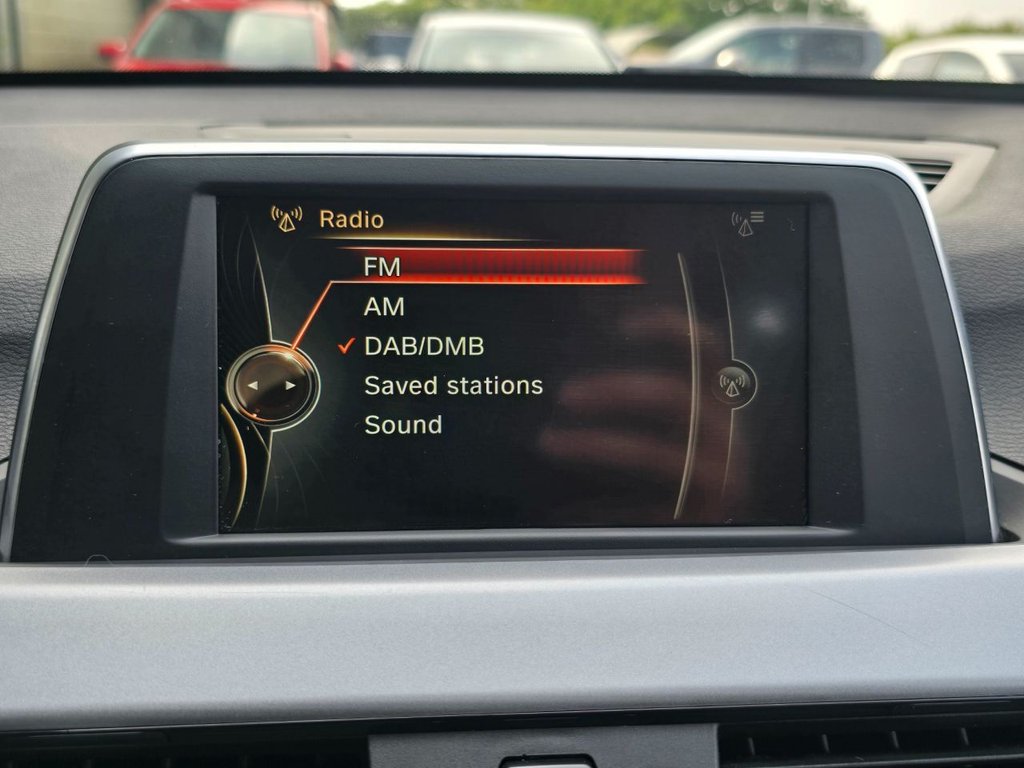 Radio
FM
AM
DAB/DMB
Saved stations
Sound